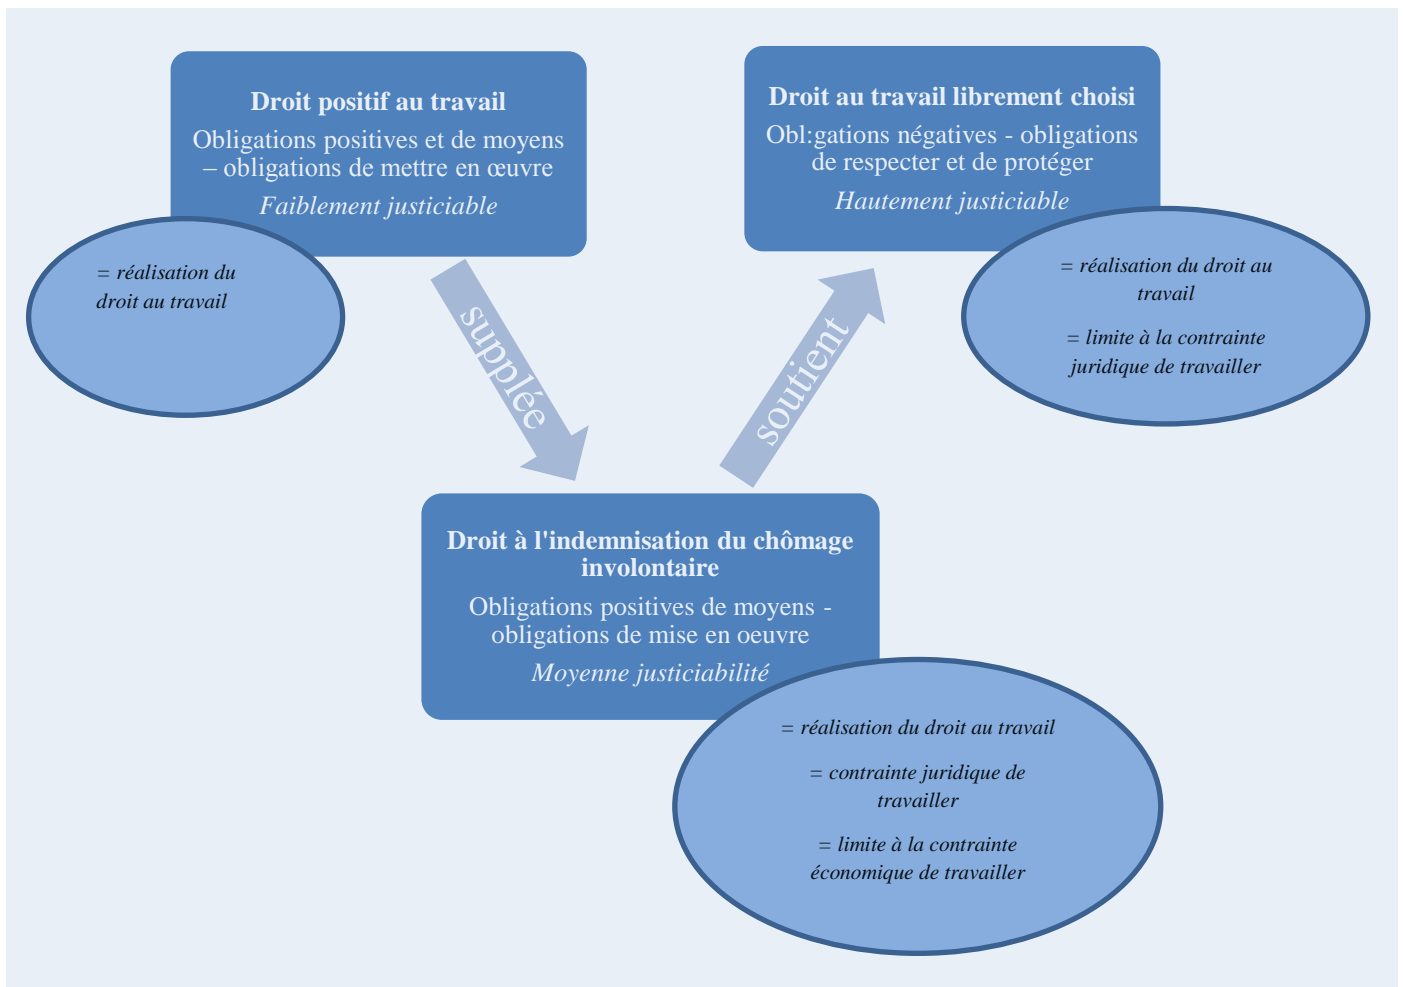 Droit positif au travail
Obligations positives et de moyens
– obligations de mettre en œuvre
Faiblement justiciable
= réalisation du
droit au travail
supplée
Droit au travail librement choisi
Obl:gations négatives - obligations
de respecter et de protéger
Hautement justiciable
= réalisation du droit au
travail
= limite à la contrainte
juridique de travailler
soutient
Droit à l'indemnisation du chômage
involontaire
Obligations positives de moyens -
obligations de mise en oeuvre
Moyenne justiciabilité
= réalisation du droit au travail
= contrainte juridique de
travailler
= limite à la contrainte
économique de travailler